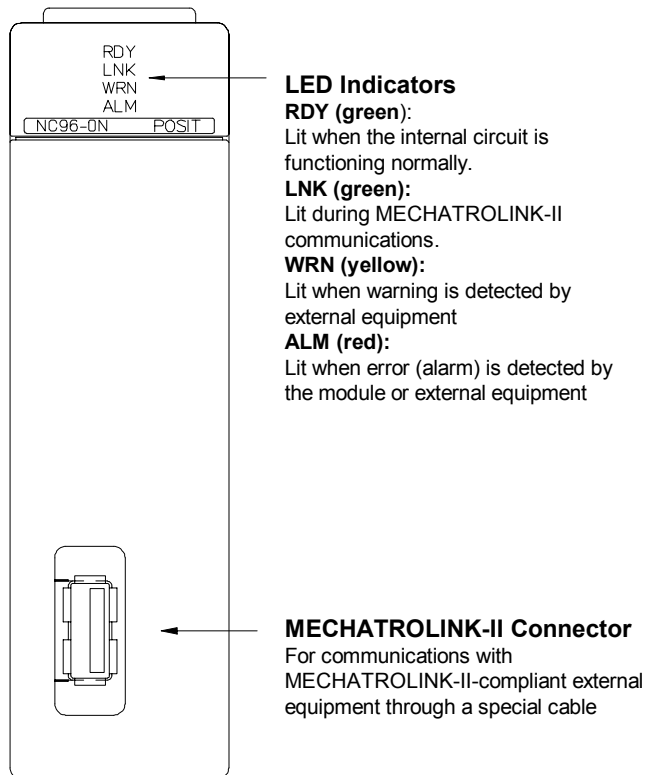 RDY
LNK
WRN
ALM
NC96-0N POSIT
LED Indicators
RDY (green):
Lit when the internal circuit is
functioning normally.
LNK (green):
Lit during MECHATROLINK-II
communications.
WRN (yellow):
Lit when warning is detected by
external equipment
ALM (red):
Lit when error (alarm) is detected by
the module or external equipment
MECHATROLINK-II Connector
For communications with
MECHATROLINK-II-compliant external
equipment through a special cable